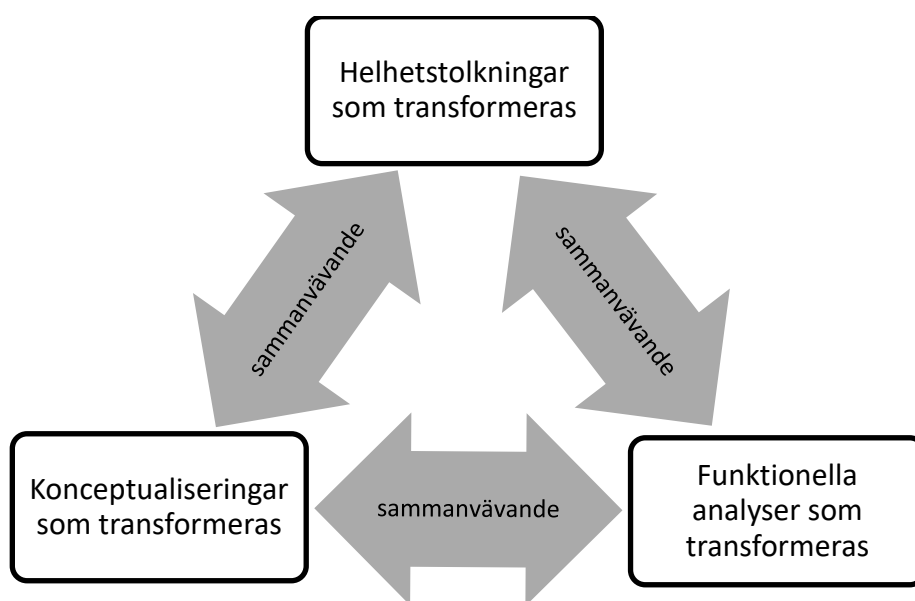 Helhetstolkningar
som transformeras
sammanvävande
sammanvävande
Konceptualiseringar
som transformeras
sammanvävande
Funktionella
analyser som
transformeras